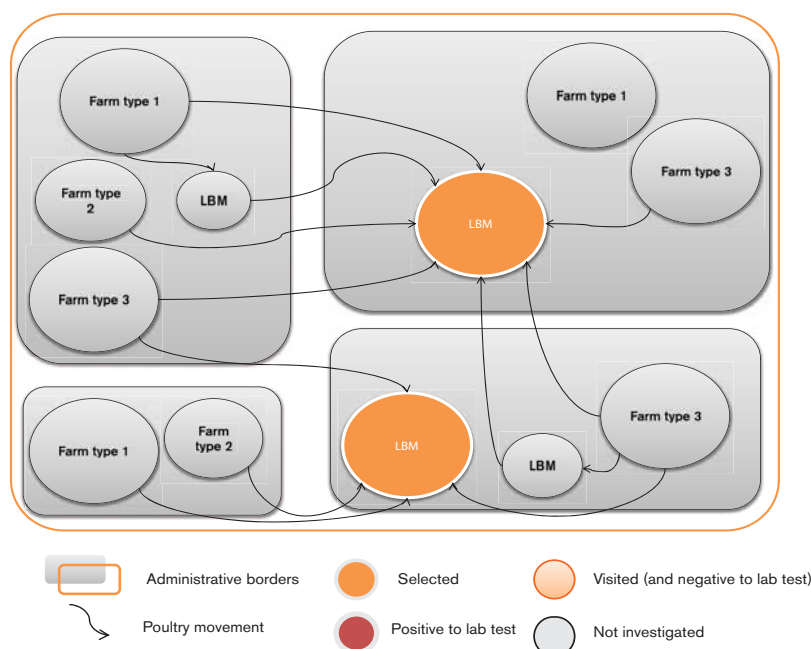 Farm type 1
Farm type
2
LBM
Farm type 3
Farm type 1
Farm type 3
LBM
Farm type 1
Farm
type 2
LBM
LBM
Farm type 3
Administrative borders
Selected
Visited (and negative to lab test)
Poultry movement
Positive to lab test
Not investigated